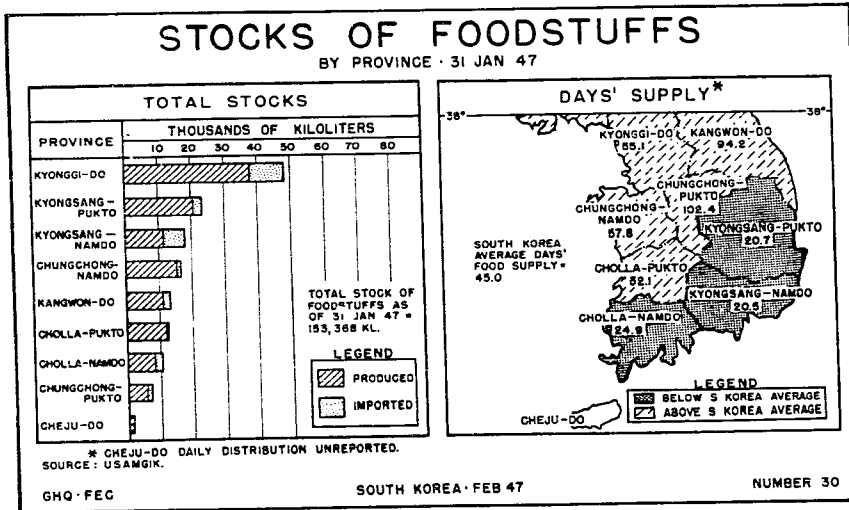 STOCKS OF FOODSTUFFS
BY PROVINCE · 31 JAN 47
TOTAL STOCKS
PROVINCE
THOUSANDS OF KILOLITERS
10 20 30 40 50
KYONGGI-DO
KYONGSANG-
PUKTO
KYONGSANG-
NAMDO
CHUNGCHONG-
NAMDO
KANGWON-DO
CHOLLA-PUKTO
CHOLLA-NAMDO
CHUNGCHONG-
PUKTO
CHEJU-DO
TOTAL STOCK OF
FOODSTUFFS AS
OF 31 JAN 47 =
153,368 KL.
LEGEND
PRODUCED
IMPORTED
DAYS' SUPPLY*
38°
38°
KYONGGI-DO
55.1
KANGWON-DO
94.2
CHUNGCHONG-
PUKTO
102.4
CHUNGCHONG-
NAMDO
57.8
KYONGSANG-PUKTO
20.7
SOUTH KOREA
AVERAGE DAYS'
FOOD SUPPLY=
45.0
CHOLLA-PUKTO
52.1
KYONGSANG-NAMDO
20.5
CHOLLA-NAMDO
24.9
CHEJU-DO
LEGEND
BELOW S KOREA AVERAGE
ABOVE S KOREA AVERAGE
* CHEJU-DO DAILY DISTRIBUTION UNREPORTED.
SOURCE: USAMGIK.
GHQ-FEC
SOUTH KOREA · FEB 47
NUMBER 30